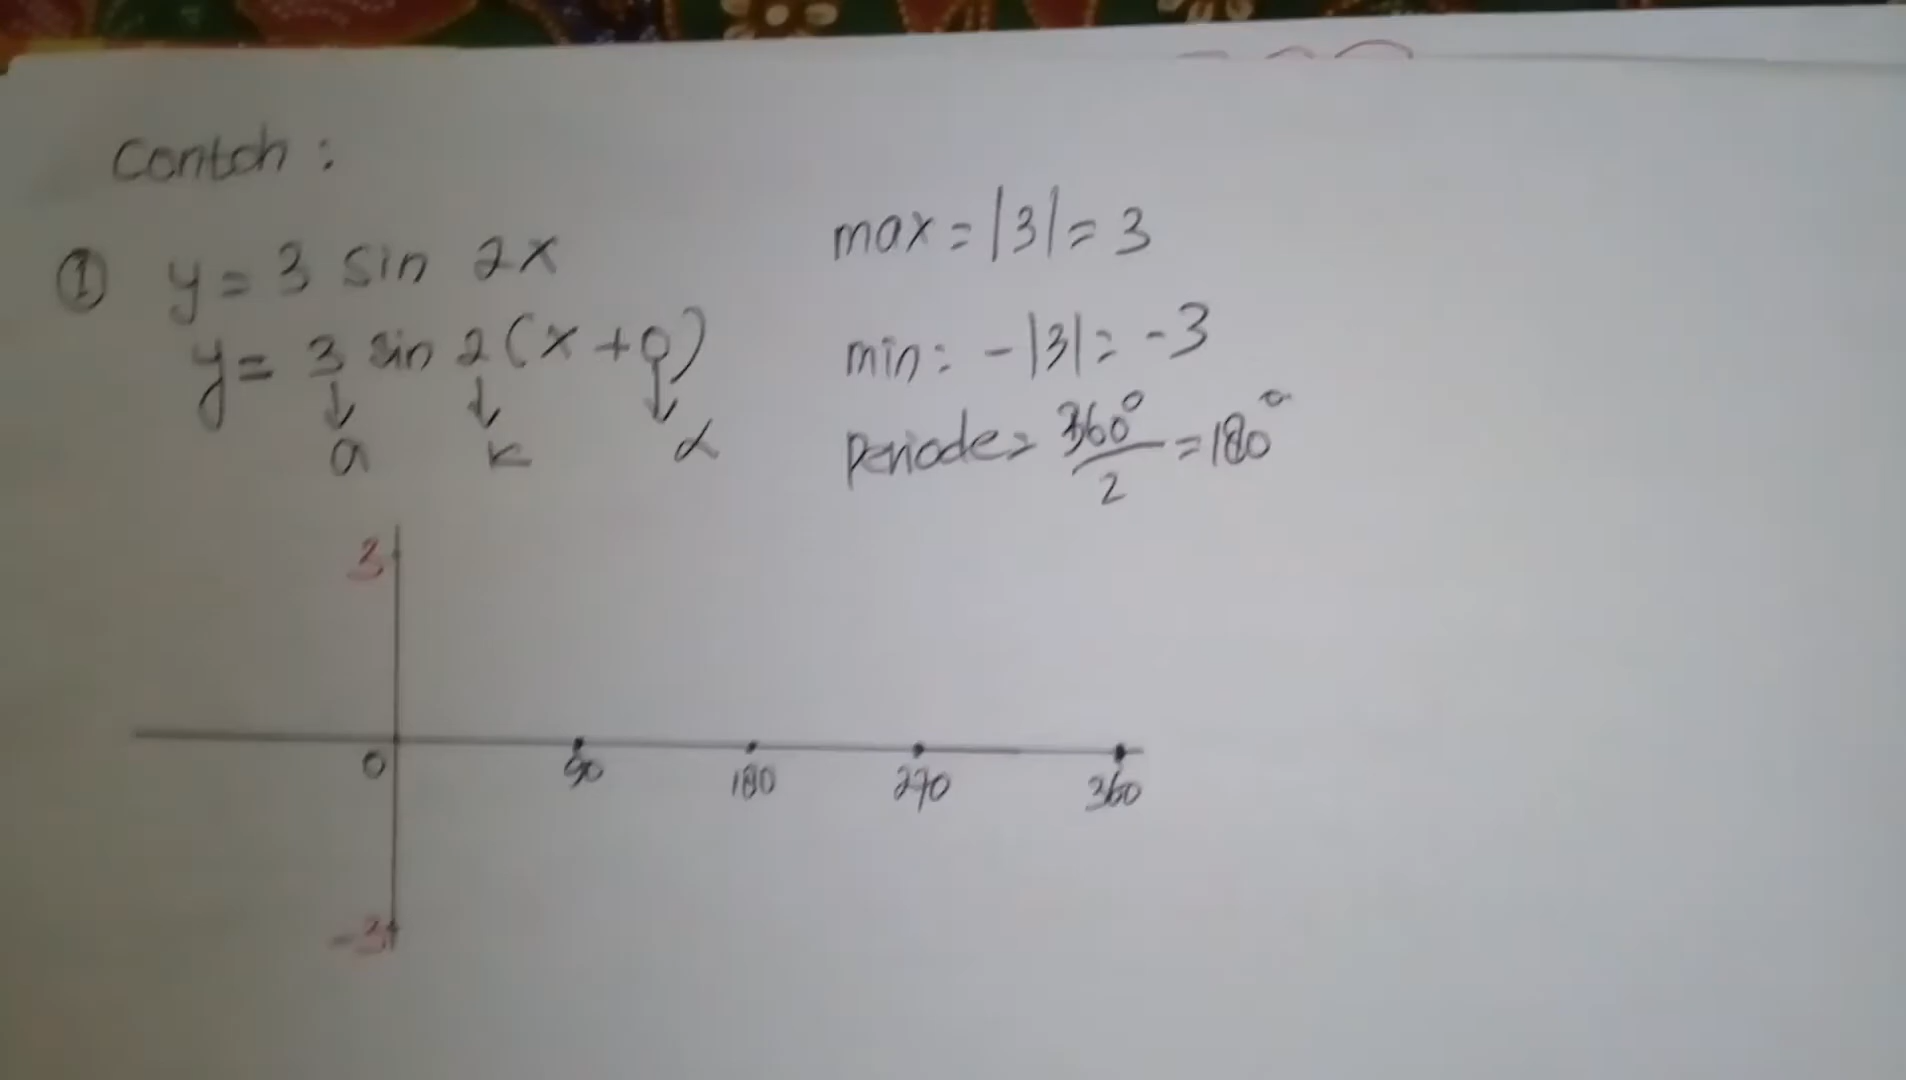 Contoh :
① y = 3 sin 2x
y = 3 sin 2 (x + 0)
a k α
max = |3| = 3
min = -|3| = -3
Periode = 360°/2 = 180°
3
0 90 180 270 360
-3